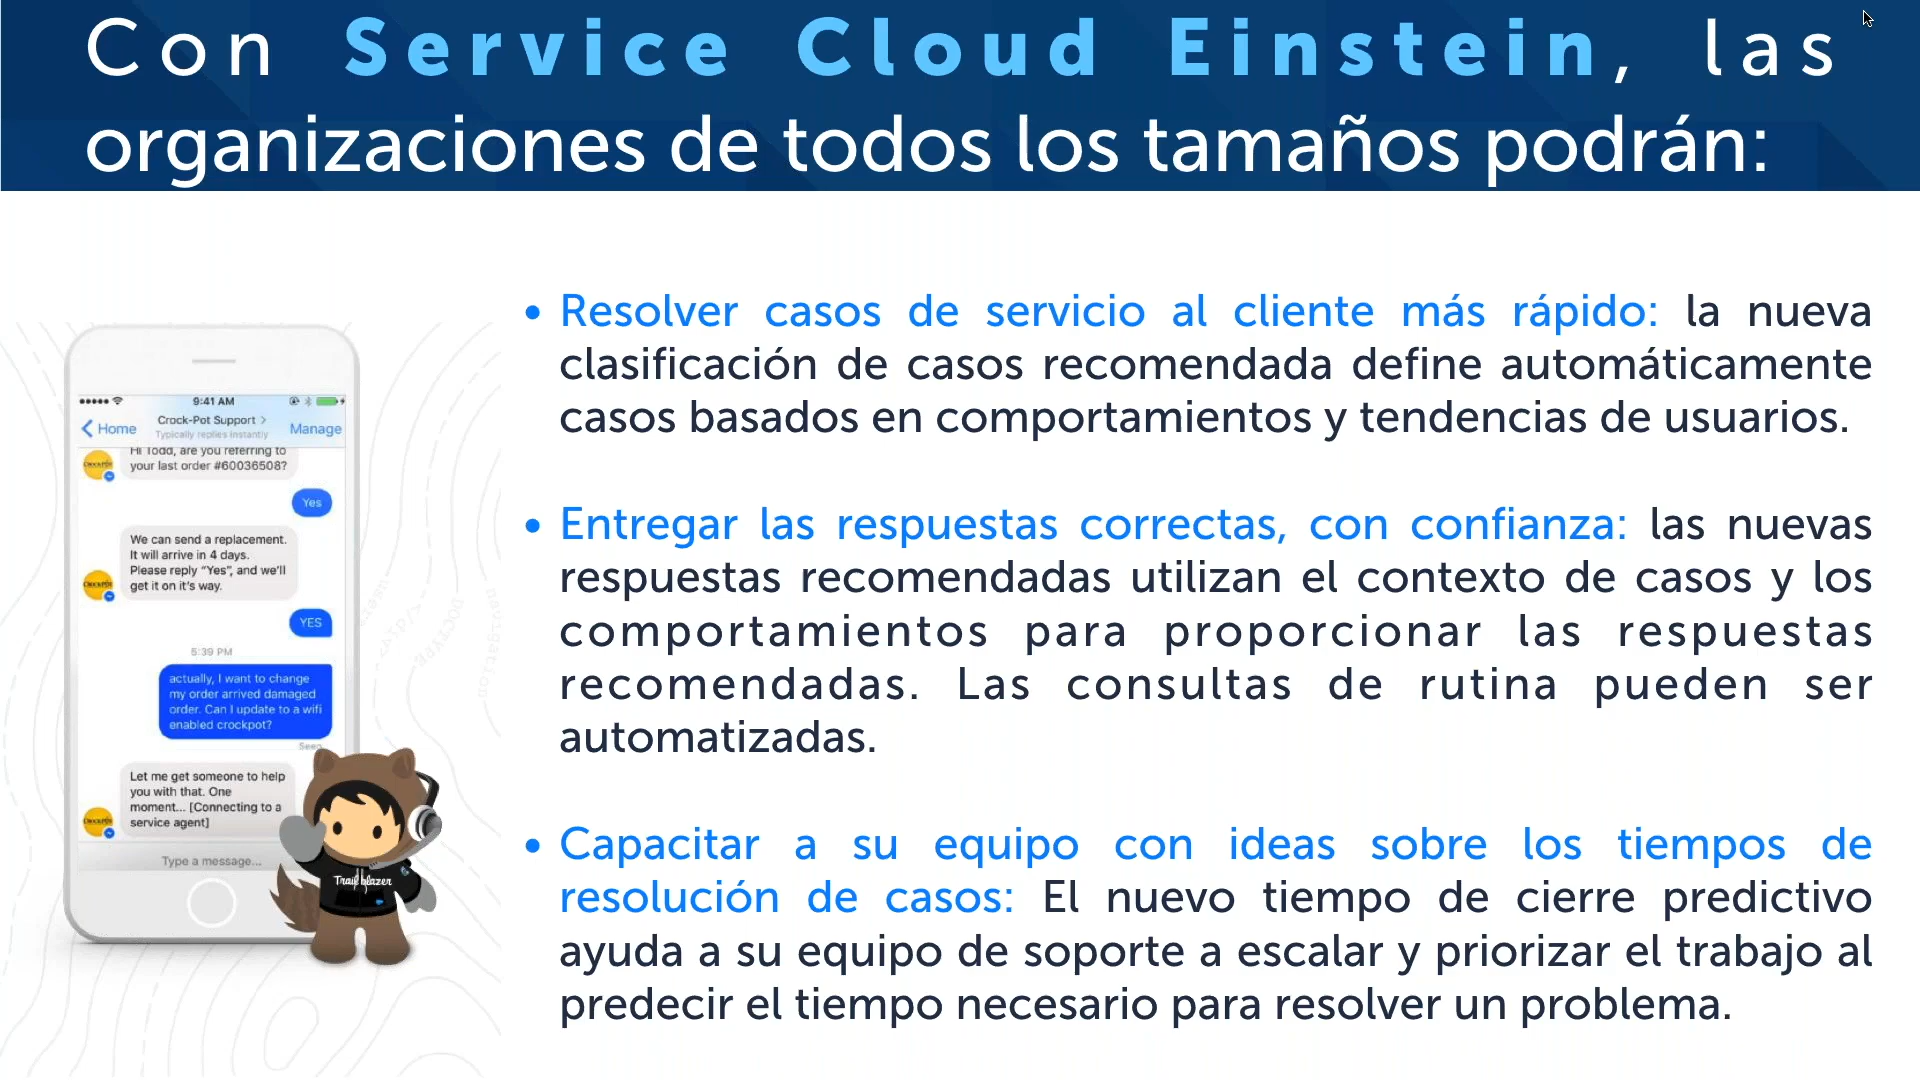 Con Service Cloud Einstein, las
organizaciones de todos los tamaños podrán:
• Resolver casos de servicio al cliente más rápido: la nueva
clasificación de casos recomendada define automáticamente
casos basados en comportamientos y tendencias de usuarios.
• Entregar las respuestas correctas, con confianza: las nuevas
respuestas recomendadas utilizan el contexto de casos y los
comportamientos para proporcionar las respuestas
recomendadas. Las consultas de rutina pueden ser
automatizadas.
• Capacitar a su equipo con ideas sobre los tiempos de
resolución de casos: El nuevo tiempo de cierre predictivo
ayuda a su equipo de soporte a escalar y priorizar el trabajo al
predecir el tiempo necesario para resolver un problema.
9:41 AM
Home
Crock-Pot Support >
Typically replies instantly
Manage
Hi Todd, are you referring to
your last order #60036508?
Yes
We can send a replacement.
It will arrive in 4 days.
Please reply “Yes”, and we’ll
get it on it’s way.
YES
5:39 PM
actually, I want to change
my order arrived damaged
order. Can I update to a wifi
enabled crockpot?
Seen
Let me get someone to help
you with that. One
moment... [Connecting to a
service agent]
Type a message...
Trailblazer